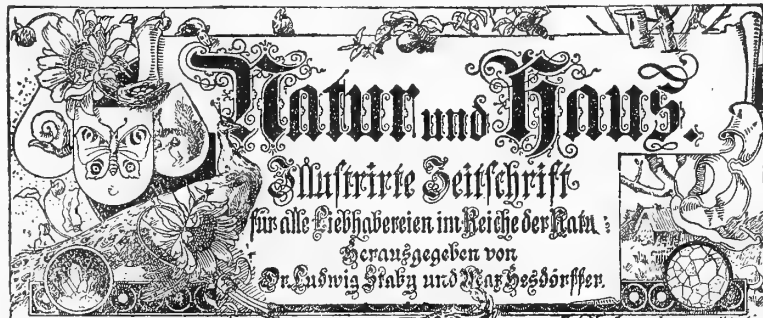 Natur und Haus.
Illustrirte Zeitschrift
für alle Liebhabereien im Reiche der Natur
Herausgegeben von
Dr. Ludwig Staby und Max Hesdörffer.